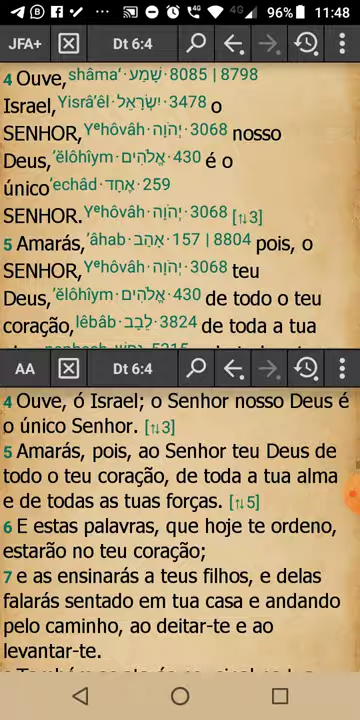 4G 4G 96% 11:48
JFA+ Dt 6:4
4 Ouve, shâmaʻ · שָׁמַע · 8085 | 8798
Israel, Yisrâ'êl · יִשְׂרָאֵל · 3478 o
SENHOR, Yᵉhôvâh · יְהֹוָה · 3068 nosso
Deus, 'ĕlôhîym · אֱלֹהִים · 430 é o
único 'echâd · אֶחָד · 259
SENHOR. Yᵉhôvâh · יְהֹוָה · 3068 [↑↓3]
5 Amarás, 'âhab · אָהַב · 157 | 8804 pois, o
SENHOR, Yᵉhôvâh · יְהֹוָה · 3068 teu
Deus, 'ĕlôhîym · אֱלֹהִים · 430 de todo o teu
coração, lêbâb · לֵבָב · 3824 de toda a tua
AA Dt 6:4
4 Ouve, ó Israel; o Senhor nosso Deus é
o único Senhor. [↑↓3]
5 Amarás, pois, ao Senhor teu Deus de
todo o teu coração, de toda a tua alma
e de todas as tuas forças. [↑↓5]
6 E estas palavras, que hoje te ordeno,
estarão no teu coração;
7 e as ensinarás a teus filhos, e delas
falarás sentado em tua casa e andando
pelo caminho, ao deitar-te e ao
levantar-te.